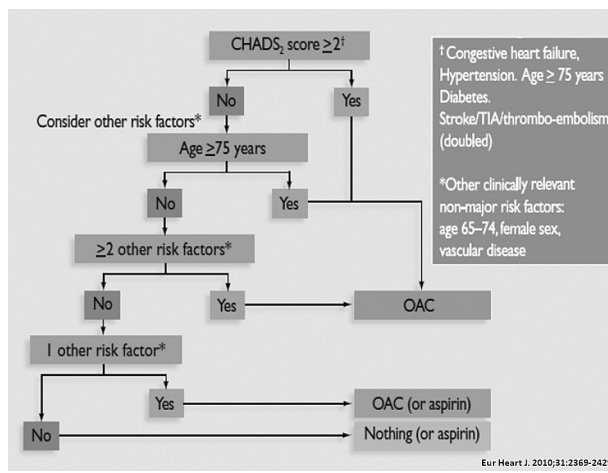 CHADS₂ score ≥2†
No
Yes
Consider other risk factors*
Age ≥75 years
No
Yes
≥2 other risk factors*
No
Yes
OAC
1 other risk factor*
Yes
OAC (or aspirin)
No
Nothing (or aspirin)
†Congestive heart failure,
Hypertension. Age ≥ 75 years
Diabetes.
Stroke/TIA/thrombo-embolism
(doubled)
*Other clinically relevant
non-major risk factors:
age 65–74, female sex,
vascular disease
Eur Heart J. 2010;31:2369-242